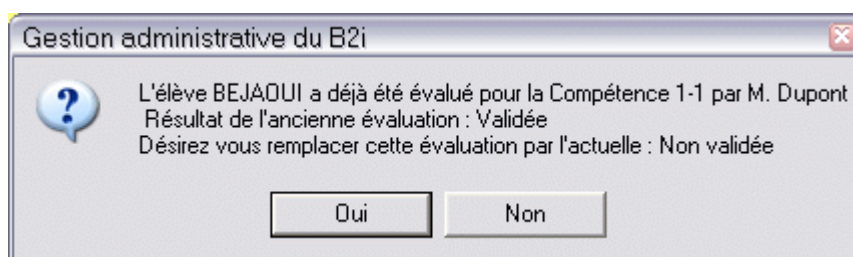 Gestion administrative du B2i
L'élève BEJAOUI a déjà été évalué pour la Compétence 1-1 par M. Dupont
Résultat de l'ancienne évaluation : Validée
Désirez vous remplacer cette évaluation par l'actuelle : Non validée
Oui Non